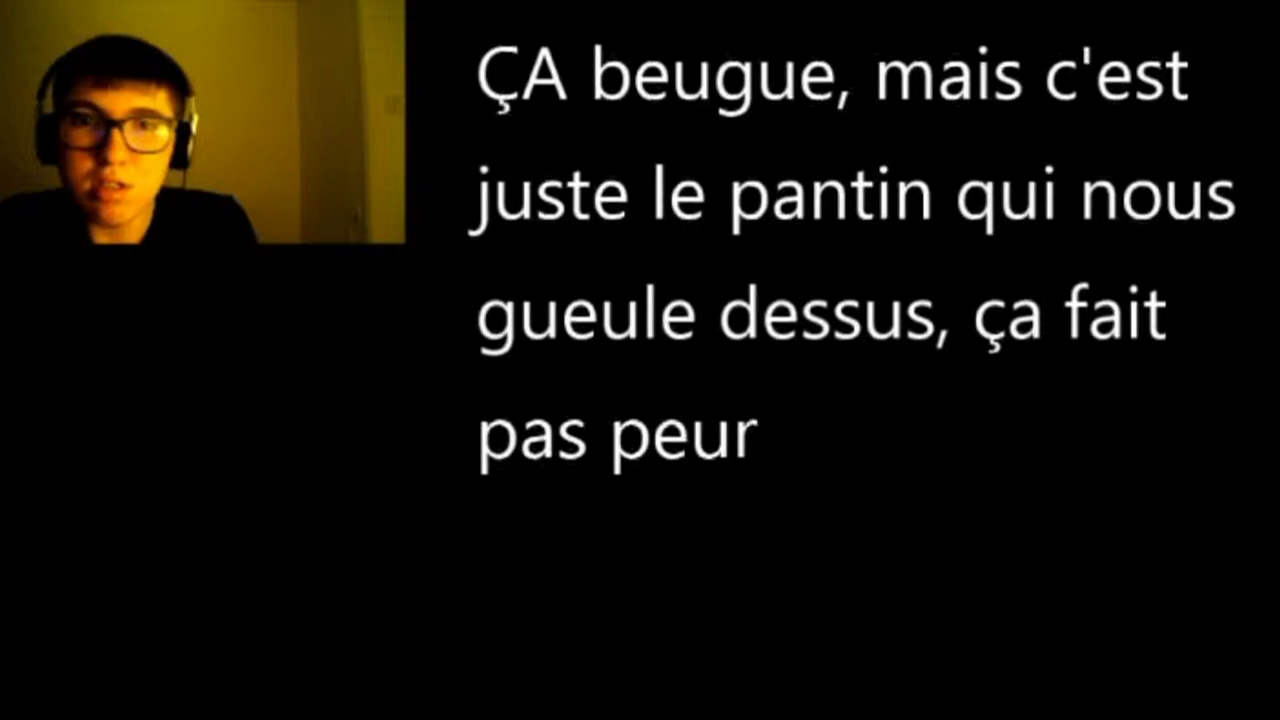 ÇA beugue, mais c'est
juste le pantin qui nous
gueule dessus, ça fait
pas peur